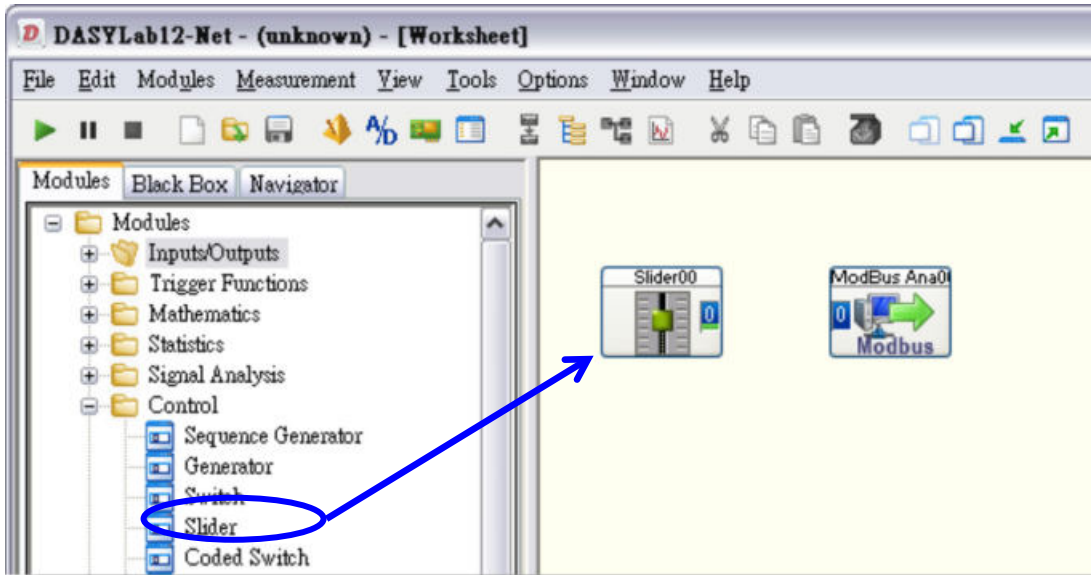 DASYLab12-Net - (unknown) - [Worksheet]
File Edit Modules Measurement View Tools Options Window Help
Modules Black Box Navigator
Modules
Inputs/Outputs
Trigger Functions
Mathematics
Statistics
Signal Analysis
Control
Sequence Generator
Generator
Switch
Slider
Coded Switch
Slider00
0
ModBus Ana00
0
Modbus